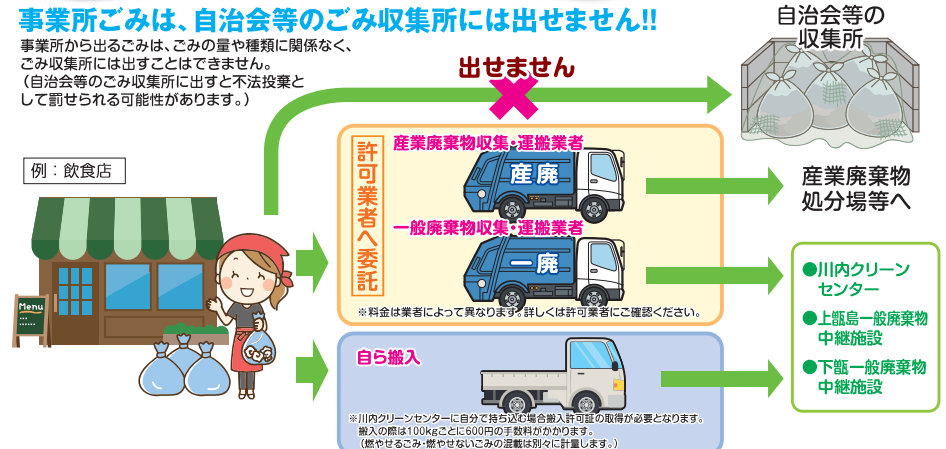 事業所ごみは、自治会等のごみ収集所には出せません!!
事業所から出るごみは、ごみの量や種類に関係なく、
ごみ収集所には出すことはできません。
(自治会等のごみ収集所に出すと不法投棄と
して罰せられる可能性があります。)
出せません
自治会等の
収集所
例：飲食店
Menu
許可業者へ委託
産業廃棄物収集・運搬業者
産廃
産業廃棄物
処分場等へ
一般廃棄物収集・運搬業者
一廃
※料金は業者によって異なります。詳しくは許可業者にご確認ください。
●川内クリーン
センター
●上甑島一般廃棄物
中継施設
●下甑一般廃棄物
中継施設
自ら搬入
※川内クリーンセンターに自分で持ち込む場合搬入許可証の取得が必要となります。
搬入の際は100kgごとに600円の手数料がかかります。
(燃やせるごみ・燃やせないごみの混載は別々に計量します。)